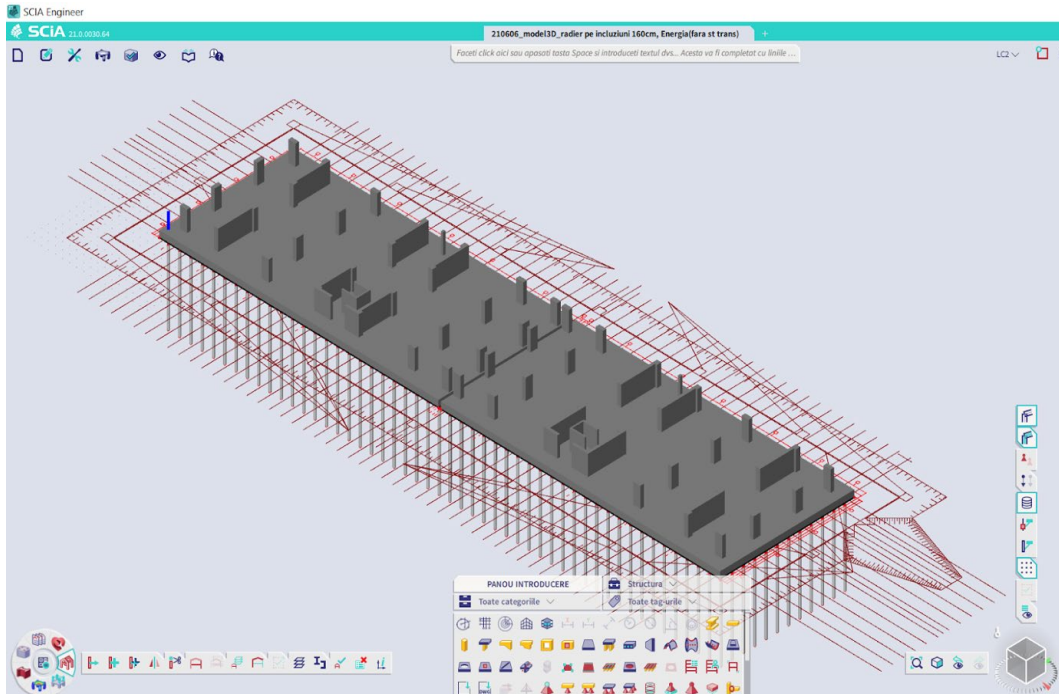 SCIA Engineer
SCIA 21.0.0030.64
210606_model3D_radier pe incluziuni 160cm, Energia(fara st trans)
Faceti click aici sau apasati tasta Space si introduceti textul dvs... Acesta va fi completat cu liniile ...
LC2
PANOU INTRODUCERE
Structura
Toate categoriile
Toate tag-urile